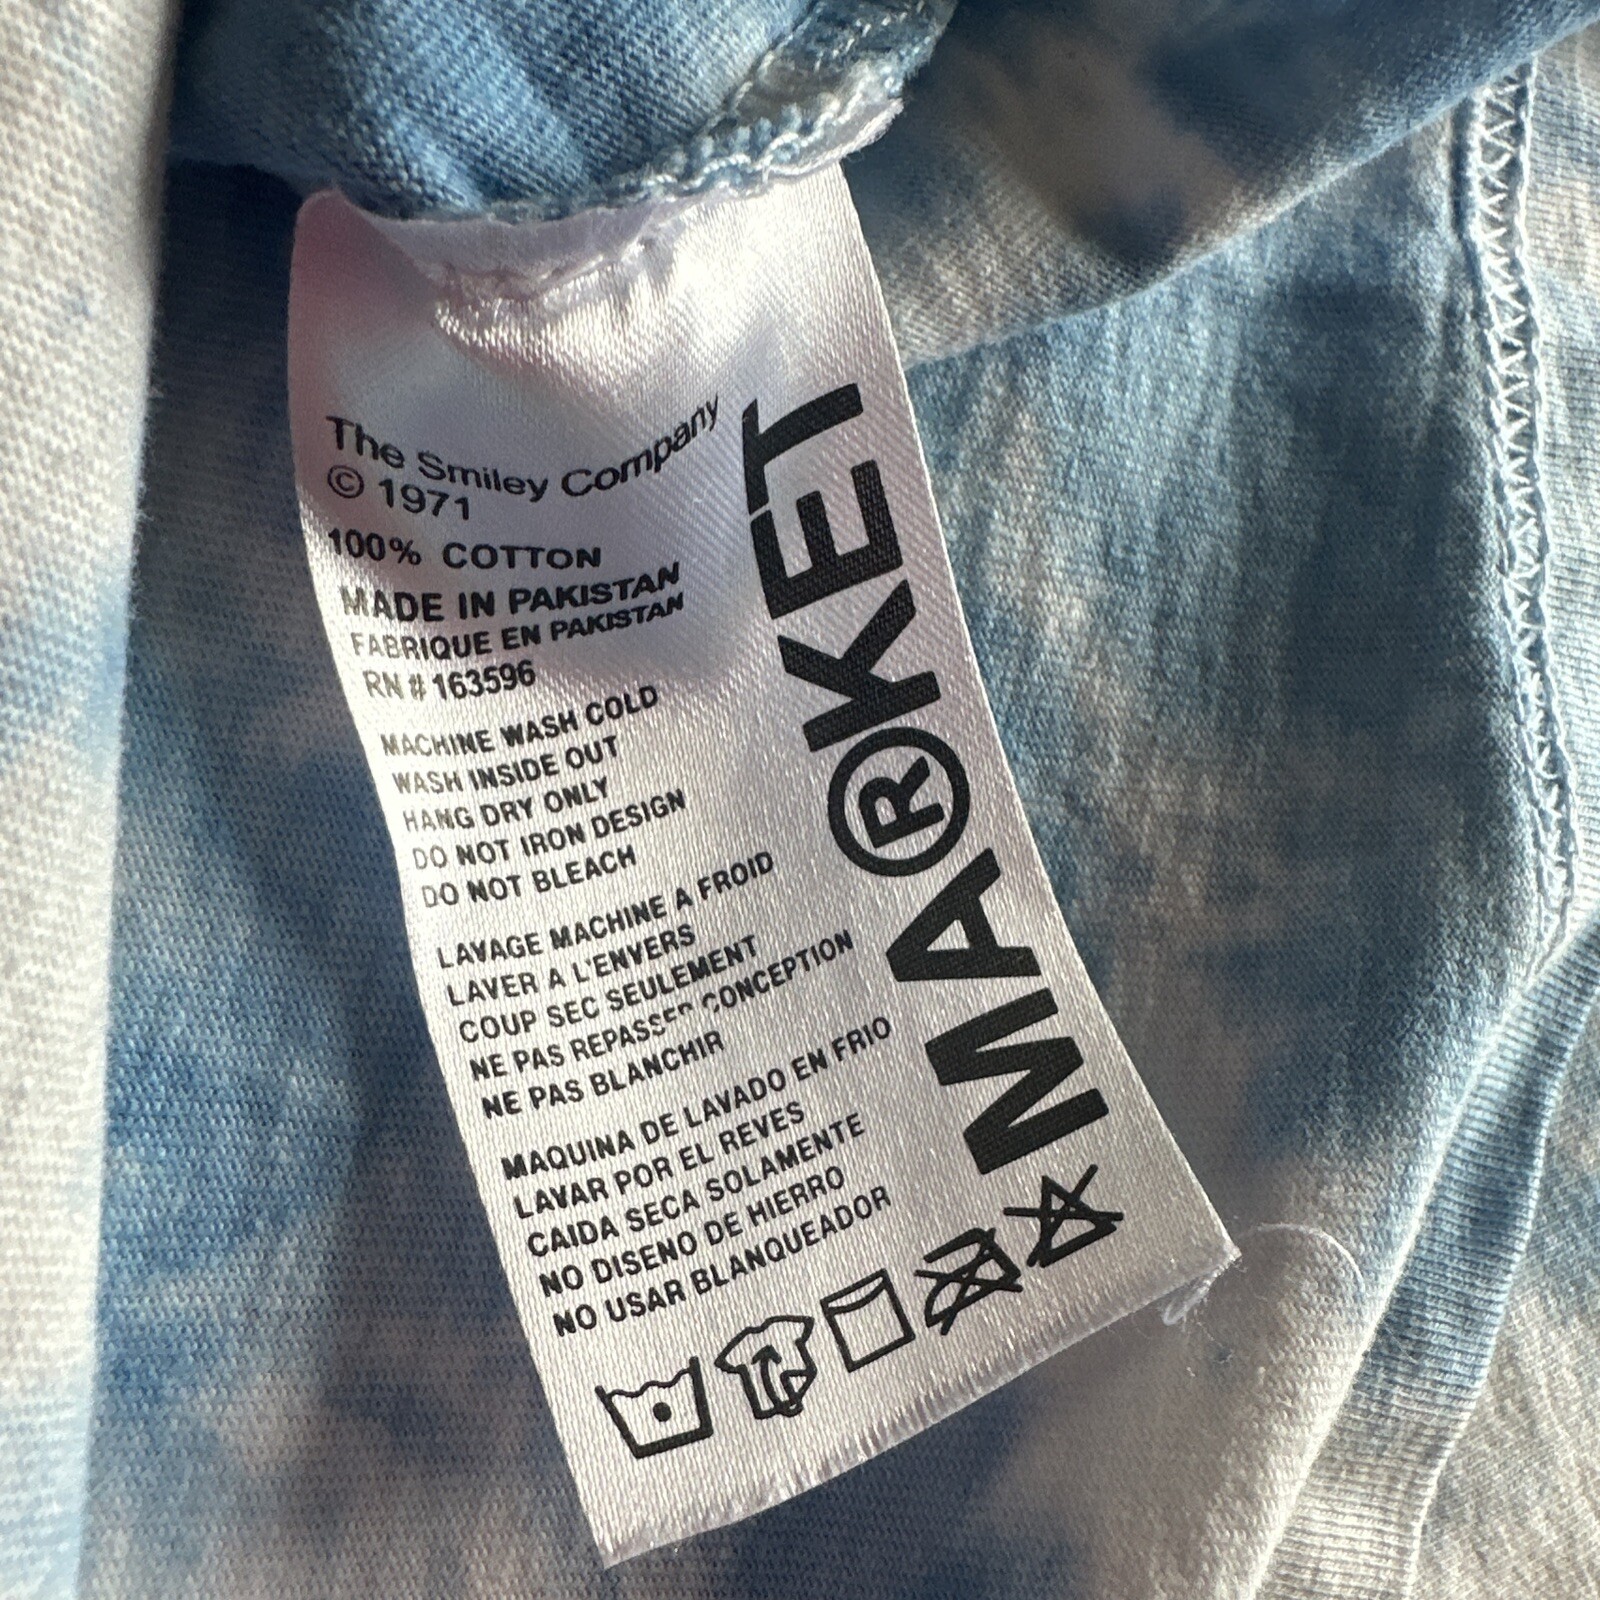 The Smiley Company
© 1971
100% COTTON
MADE IN PAKISTAN
FABRIQUE EN PAKISTAN
RN # 163596
MACHINE WASH COLD
WASH INSIDE OUT
HANG DRY ONLY
DO NOT IRON DESIGN
DO NOT BLEACH
LAVAGE MACHINE A FROID
LAVER A L'ENVERS
COUP SEC SEULEMENT
NE PAS REPASSER CONCEPTION
NE PAS BLANCHIR
MAQUINA DE LAVADO EN FRIO
LAVAR POR EL REVES
CAIDA SECA SOLAMENTE
NO DISENO DE HIERRO
NO USAR BLANQUEADOR
MA®KET